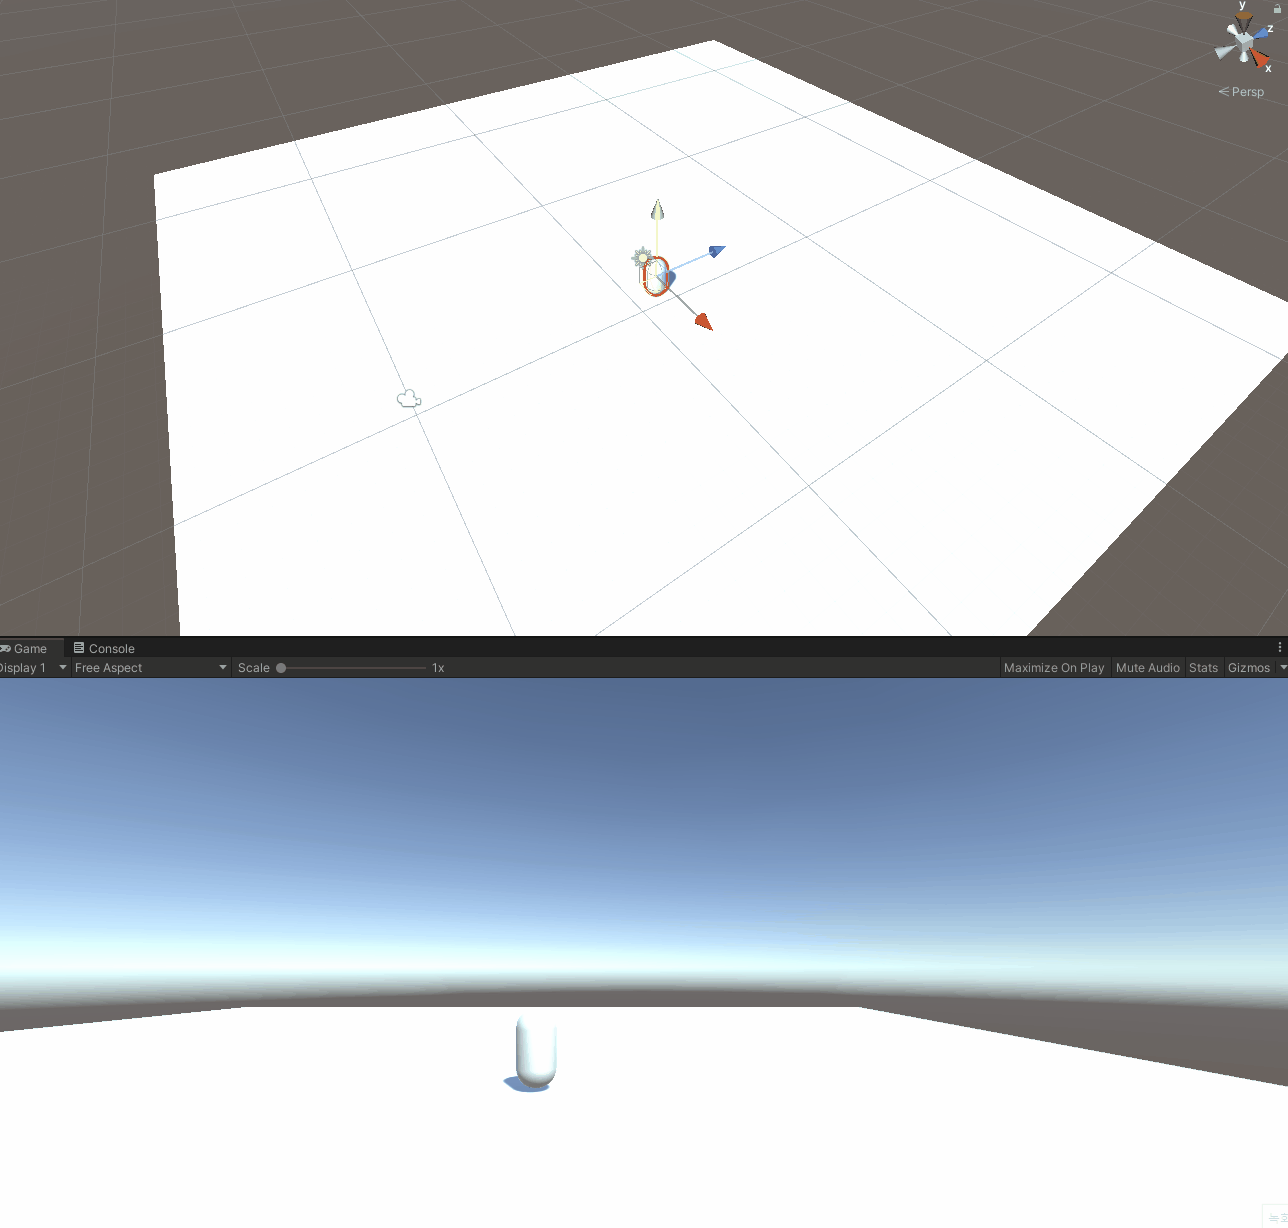 y
z
x
Persp
Game
Console
Display 1
Free Aspect
Scale
1x
Maximize On Play
Mute Audio
Stats
Gizmos